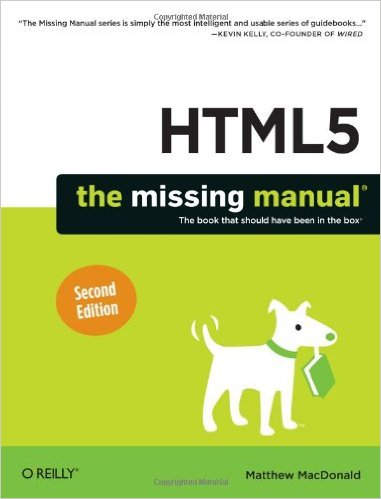 Copyrighted Material
"The Missing Manual series is simply the most intelligent and usable series of guidebooks..."
—KEVIN KELLY, CO-FOUNDER OF WIRED
HTML5
the missing manual®
The book that should have been in the box®
Second
Edition
O REILLY®
Matthew MacDonald
Copyrighted Material